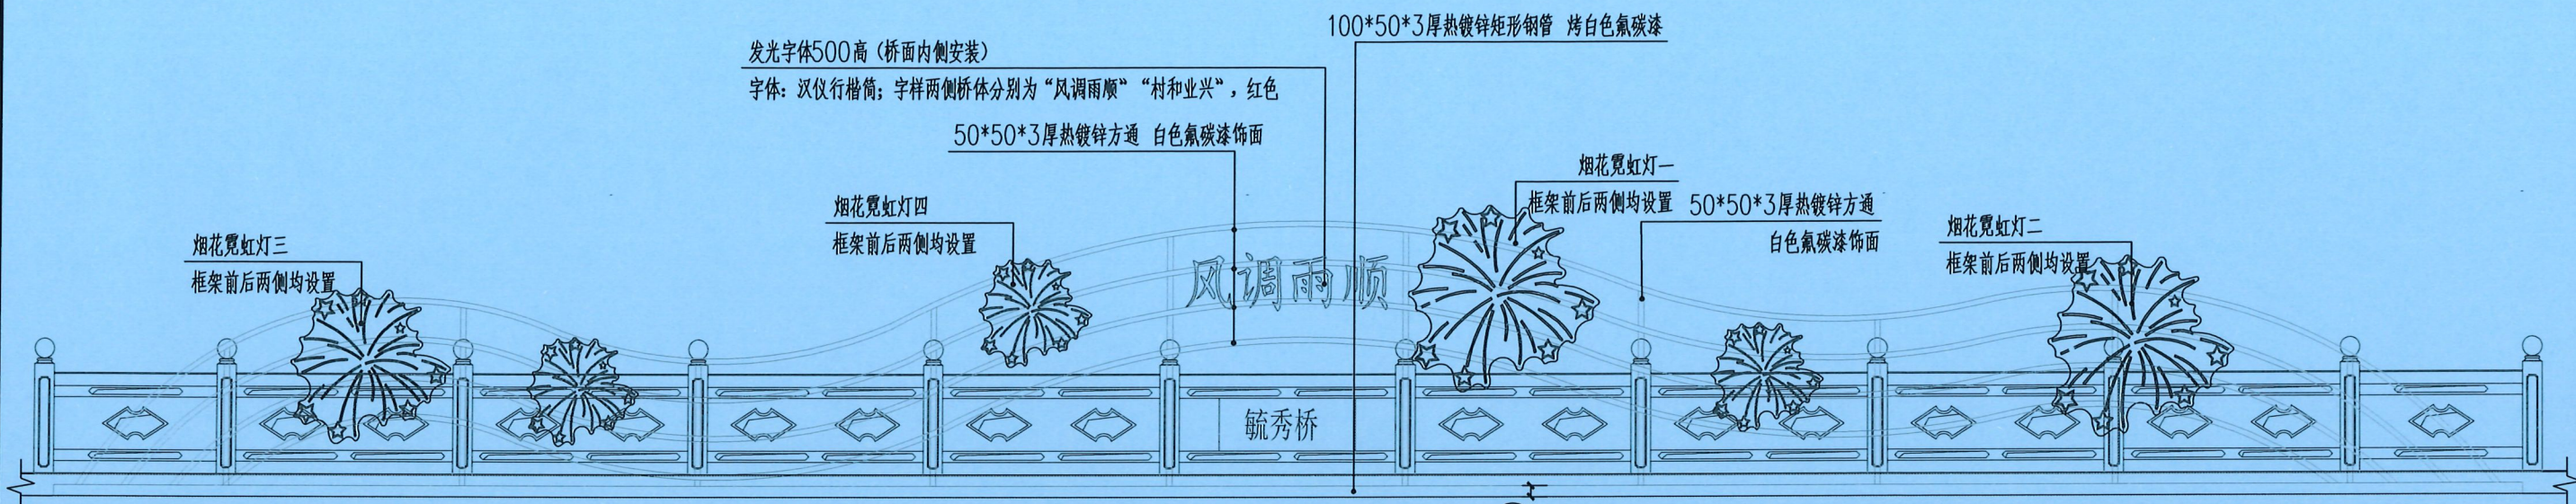 100*50*3厚热镀锌矩形钢管 烤白色氟碳漆
发光字体500高（桥面内侧安装）
字体：汉仪行楷简；字样两侧桥体分别为“风调雨顺”“村和业兴”，红色
50*50*3厚热镀锌方通 白色氟碳漆饰面
烟花霓虹灯一
框架前后两侧均设置
50*50*3厚热镀锌方通
白色氟碳漆饰面
烟花霓虹灯四
框架前后两侧均设置
烟花霓虹灯二
框架前后两侧均设置
烟花霓虹灯三
框架前后两侧均设置
风调雨顺
毓秀桥